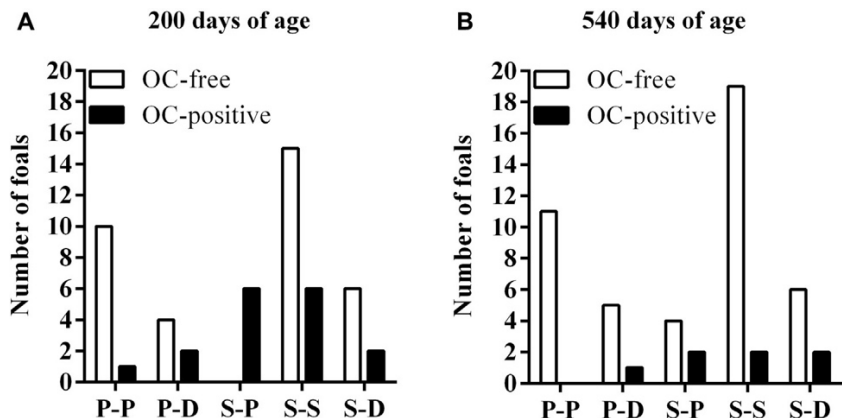 A
200 days of age
OC-free
OC-positive
Number of foals
20
18
16
14
12
10
8
6
4
2
0
P-P P-D S-P S-S S-D
B
540 days of age
OC-free
OC-positive
Number of foals
20
18
16
14
12
10
8
6
4
2
0
P-P P-D S-P S-S S-D